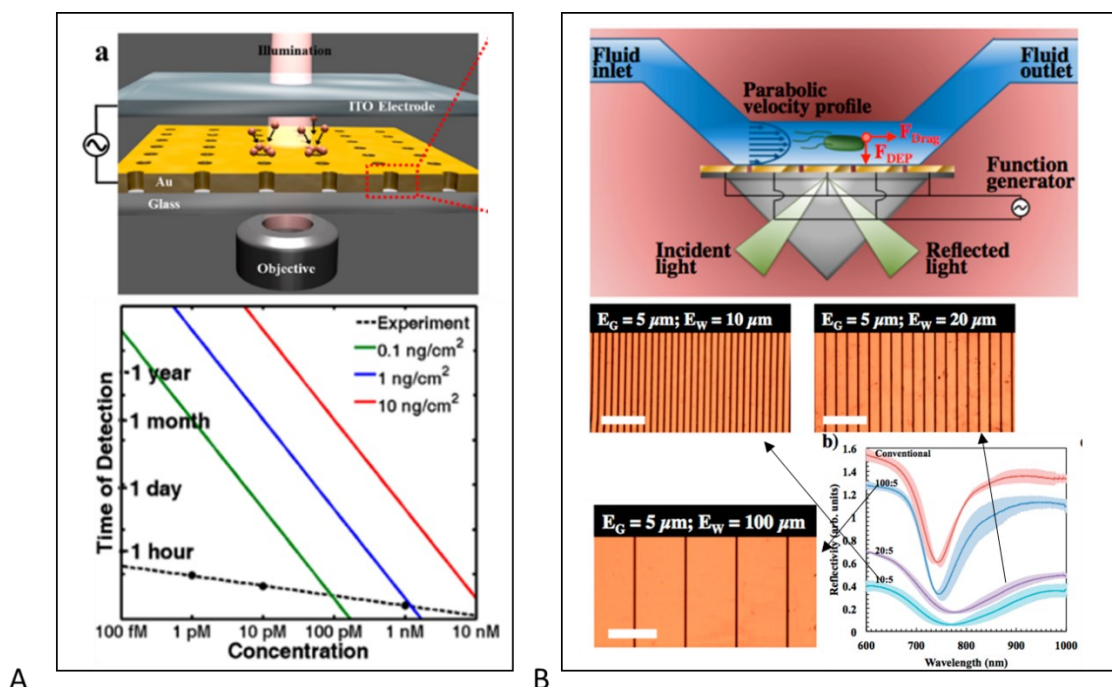 a
Illumination
ITO Electrode
Au
Glass
Objective
Time of Detection
1 year
1 month
1 day
1 hour
Experiment
0.1 ng/cm²
1 ng/cm²
10 ng/cm²
100 fM 1 pM 10 pM 100 pM 1 nM 10 nM
Concentration
A
Fluid
inlet
Fluid
outlet
Parabolic
velocity profile
F_Drag
F_DEP
Function
generator
Incident
light
Reflected
light
E_G = 5 µm; E_W = 10 µm
E_G = 5 µm; E_W = 20 µm
E_G = 5 µm; E_W = 100 µm
b)
c
Reflectivity (arb. units)
1.6
1.4
1.2
1
0.8
0.6
0.4
0.2
0
Conventional
100:5
20:5
10:5
600 700 800 900 1000
Wavelength (nm)
B